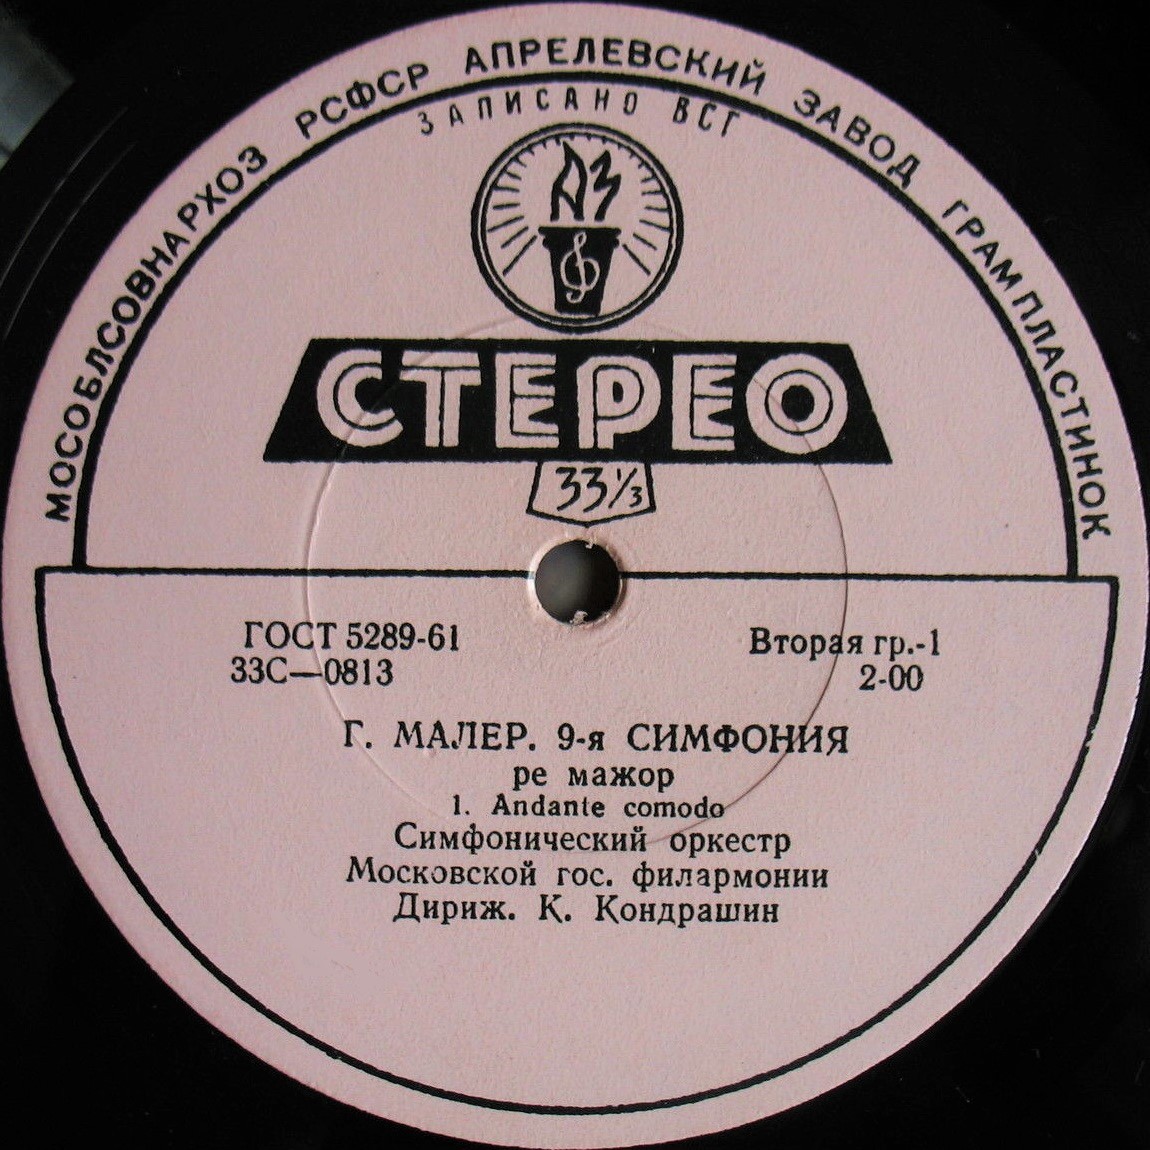 МОСОБЛСОВНАРХОЗ РСФСР АПРЕЛЕВСКИЙ ЗАВОД ГРАМПЛАСТИНОК
ЗАПИСАНО ВСГ
СТЕРЕО
33⅓
ГОСТ 5289-61 Вторая гр.-1
33С—0813 2-00
Г. МАЛЕР. 9-я СИМФОНИЯ
ре мажор
1. Andante comodo
Симфонический оркестр
Московской гос. филармонии
Дириж. К. Кондрашин